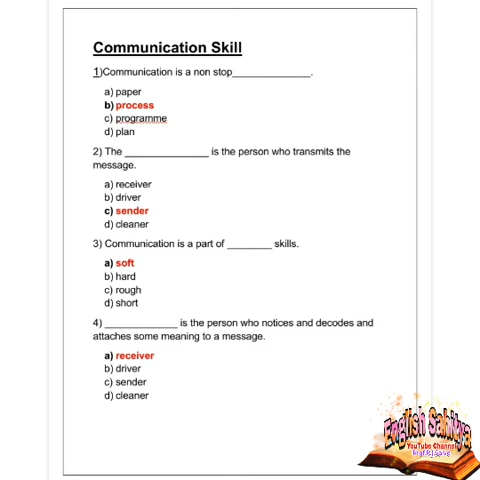 Communication Skill
1)Communication is a non stop______________.
a) paper
b) process
c) programme
d) plan
2) The _______________ is the person who transmits the
message.
a) receiver
b) driver
c) sender
d) cleaner
3) Communication is a part of ________ skills.
a) soft
b) hard
c) rough
d) short
4) _____________ is the person who notices and decodes and
attaches some meaning to a message.
a) receiver
b) driver
c) sender
d) cleaner
English Sahitya
YouTube Channel